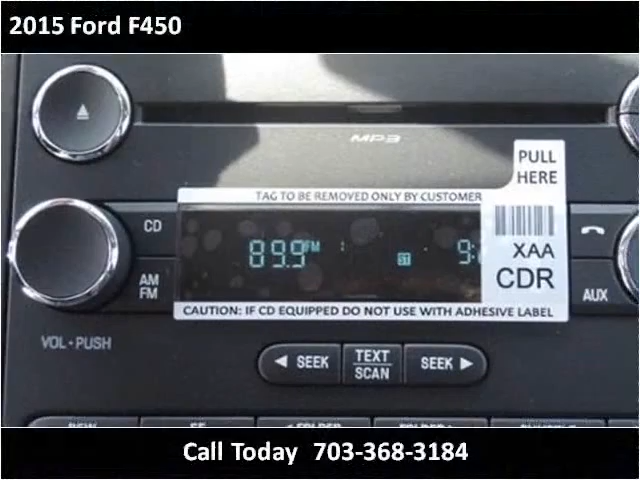 2015 Ford F450
MP3
PULL
HERE
TAG TO BE REMOVED ONLY BY CUSTOMER
CD
89.9 FM
ST
9:
XAA
CDR
AM
FM
AUX
CAUTION: IF CD EQUIPPED DO NOT USE WITH ADHESIVE LABEL
VOL • PUSH
◄ SEEK
TEXT
SCAN
SEEK ►
Call Today 703-368-3184